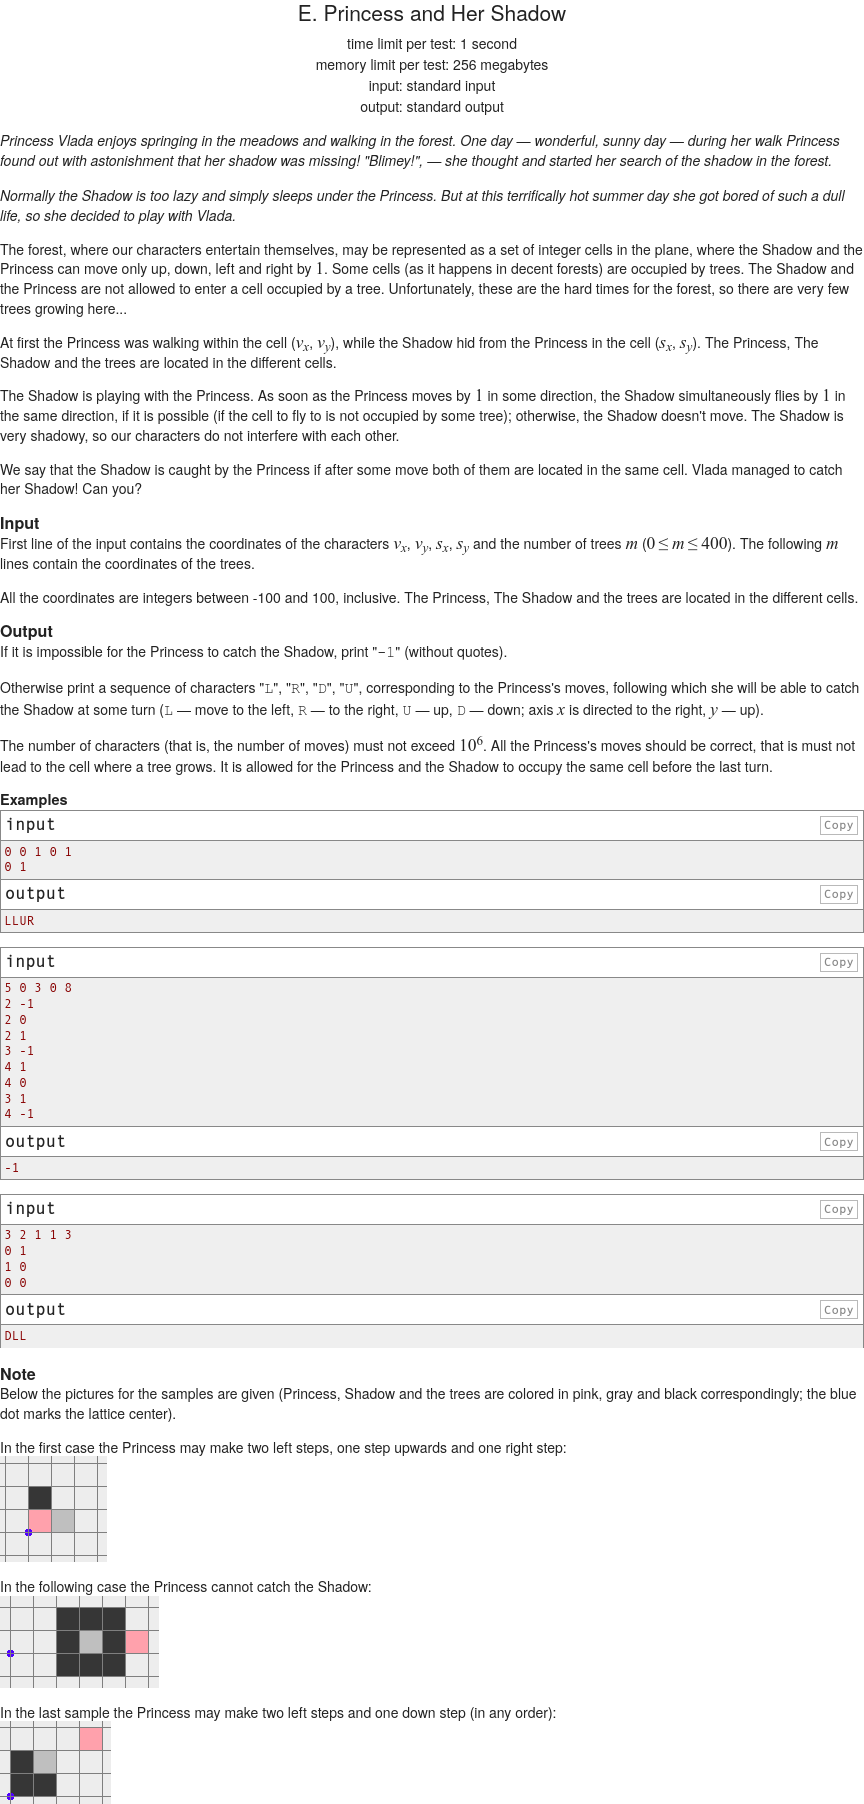 E. Princess and Her Shadow
time limit per test: 1 second
memory limit per test: 256 megabytes
input: standard input
output: standard output
Princess Vlada enjoys springing in the meadows and walking in the forest. One day — wonderful, sunny day — during her walk Princess
found out with astonishment that her shadow was missing! "Blimey!", — she thought and started her search of the shadow in the forest.
Normally the Shadow is too lazy and simply sleeps under the Princess. But at this terrifically hot summer day she got bored of such a dull
life, so she decided to play with Vlada.
The forest, where our characters entertain themselves, may be represented as a set of integer cells in the plane, where the Shadow and the
Princess can move only up, down, left and right by 1. Some cells (as it happens in decent forests) are occupied by trees. The Shadow and
the Princess are not allowed to enter a cell occupied by a tree. Unfortunately, these are the hard times for the forest, so there are very few
trees growing here...
At first the Princess was walking within the cell (vx, vy), while the Shadow hid from the Princess in the cell (sx, sy). The Princess, The
Shadow and the trees are located in the different cells.
The Shadow is playing with the Princess. As soon as the Princess moves by 1 in some direction, the Shadow simultaneously flies by 1 in
the same direction, if it is possible (if the cell to fly to is not occupied by some tree); otherwise, the Shadow doesn't move. The Shadow is
very shadowy, so our characters do not interfere with each other.
We say that the Shadow is caught by the Princess if after some move both of them are located in the same cell. Vlada managed to catch
her Shadow! Can you?
Input
First line of the input contains the coordinates of the characters vx, vy, sx, sy and the number of trees m (0 ≤ m ≤ 400). The following m
lines contain the coordinates of the trees.
All the coordinates are integers between -100 and 100, inclusive. The Princess, The Shadow and the trees are located in the different cells.
Output
If it is impossible for the Princess to catch the Shadow, print "-1" (without quotes).
Otherwise print a sequence of characters "L", "R", "D", "U", corresponding to the Princess's moves, following which she will be able to catch
the Shadow at some turn (L — move to the left, R — to the right, U — up, D — down; axis x is directed to the right, y — up).
The number of characters (that is, the number of moves) must not exceed 10^6. All the Princess's moves should be correct, that is must not
lead to the cell where a tree grows. It is allowed for the Princess and the Shadow to occupy the same cell before the last turn.
Examples
input Copy
0 0 1 0 1
0 1
output Copy
LLUR
input Copy
5 0 3 0 8
2 -1
2 0
2 1
3 -1
4 1
4 0
3 1
4 -1
output Copy
-1
input Copy
3 2 1 1 3
0 1
1 0
0 0
output Copy
DLL
Note
Below the pictures for the samples are given (Princess, Shadow and the trees are colored in pink, gray and black correspondingly; the blue
dot marks the lattice center).
In the first case the Princess may make two left steps, one step upwards and one right step:
In the following case the Princess cannot catch the Shadow:
In the last sample the Princess may make two left steps and one down step (in any order):